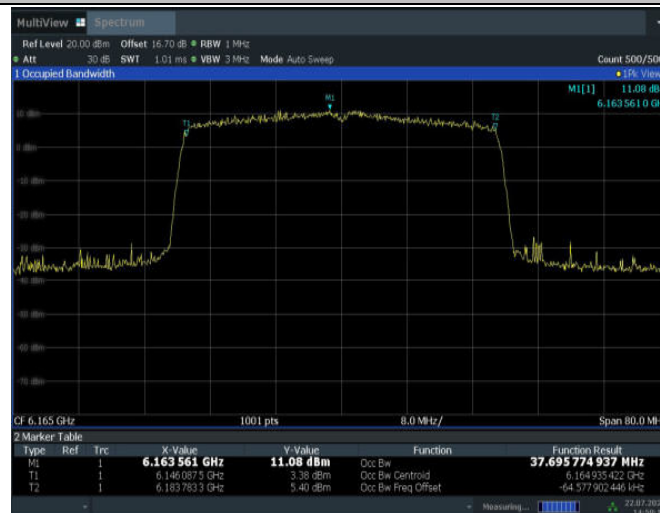 MultiView Spectrum
Ref Level 20.00 dBm Offset 16.70 dB RBW 1 MHz
Att 30 dB SWT 1.01 ms VBW 3 MHz Mode Auto Sweep Count 500/500
1 Occupied Bandwidth 1Pk View
M1[1] 11.08 dB
6.163 561 0 G
M1
10 dBm
T1
T2
0 dBm
-10 dBm
-20 dBm
-30 dBm
-40 dBm
-50 dBm
-60 dBm
-70 dBm
CF 6.165 GHz 1001 pts 8.0 MHz/ Span 80.0 MH
2 Marker Table
Type Ref Trc X-Value Y-Value Function Function Result
M1 1 6.163 561 GHz 11.08 dBm Occ Bw 37.695 774 937 MHz
T1 1 6.146 087 5 GHz 3.38 dBm Occ Bw Centroid 6.164 935 422 GHz
T2 1 6.183 783 3 GHz 5.40 dBm Occ Bw Freq Offset -64.577 902 446 kHz
Measuring... 22.07.20